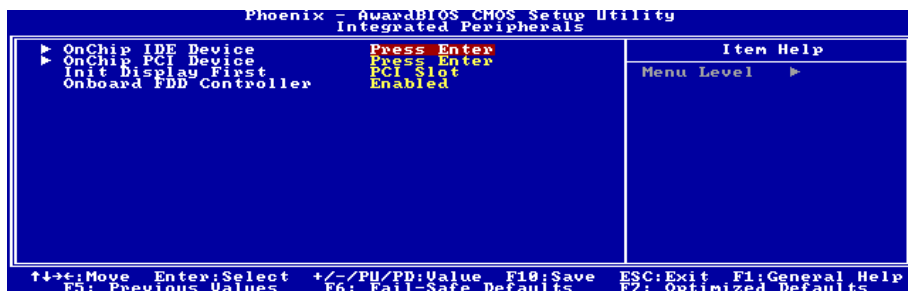 Phoenix - AwardBIOS CMOS Setup Utility
Integrated Peripherals
► OnChip IDE Device Press Enter
► OnChip PCI Device Press Enter
Init Display First PCI Slot
Onboard FDD Controller Enabled
Item Help
Menu Level ►
↑↓→←:Move Enter:Select +/-/PU/PD:Value F10:Save ESC:Exit F1:General Help
F5: Previous Values F6: Fail-Safe Defaults F7: Optimized Defaults